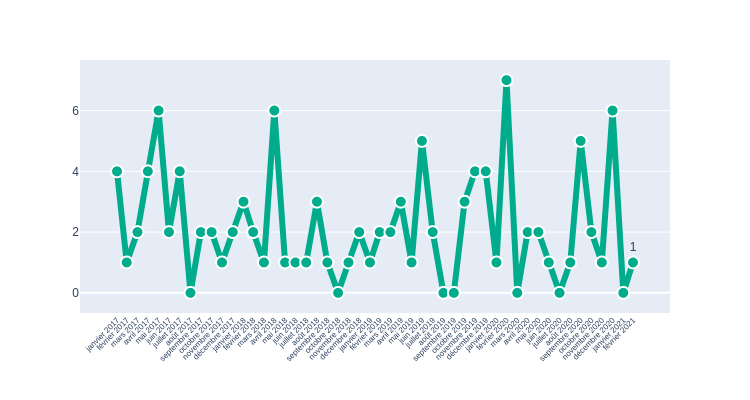 6
4
2
0
1
janvier 2017
février 2017
mars 2017
avril 2017
mai 2017
juin 2017
juillet 2017
août 2017
septembre 2017
octobre 2017
novembre 2017
décembre 2017
janvier 2018
février 2018
mars 2018
avril 2018
mai 2018
juin 2018
juillet 2018
août 2018
septembre 2018
octobre 2018
novembre 2018
décembre 2018
janvier 2019
février 2019
mars 2019
avril 2019
mai 2019
juin 2019
juillet 2019
août 2019
septembre 2019
octobre 2019
novembre 2019
décembre 2019
janvier 2020
février 2020
mars 2020
avril 2020
mai 2020
juin 2020
juillet 2020
août 2020
septembre 2020
octobre 2020
novembre 2020
décembre 2020
janvier 2021
février 2021